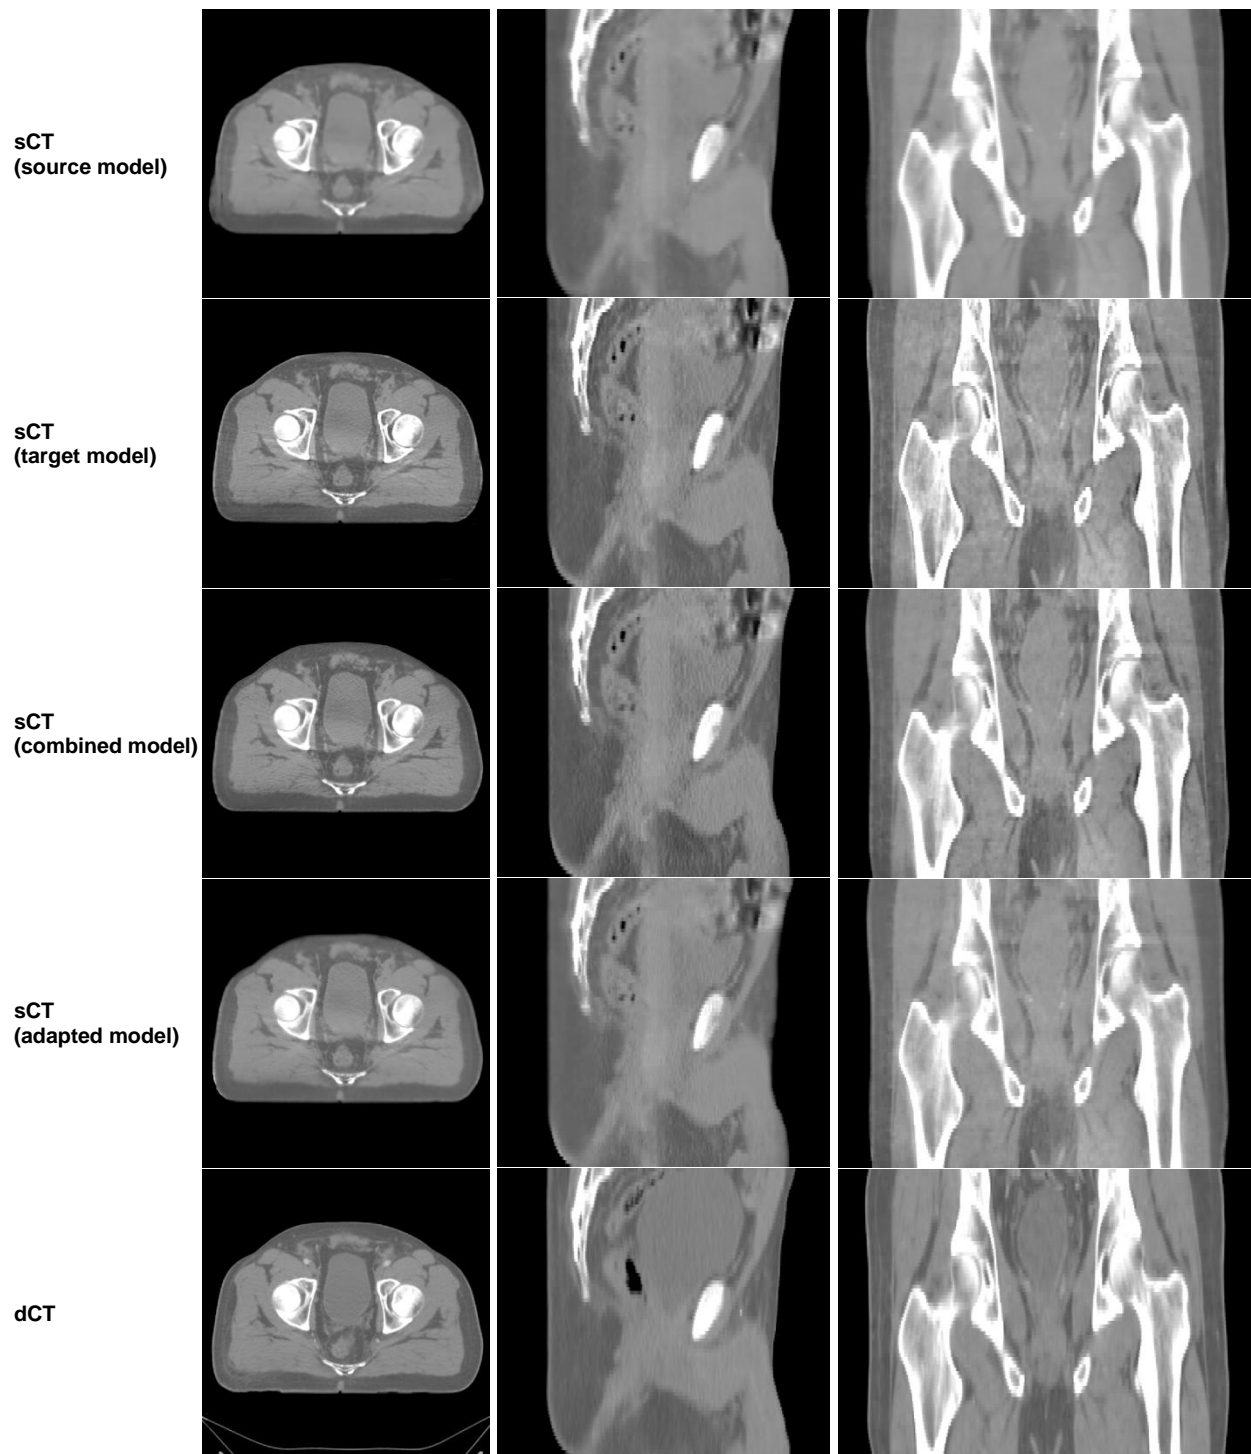 sCT
(source model)
sCT
(target model)
sCT
(combined model)
sCT
(adapted model)
dCT